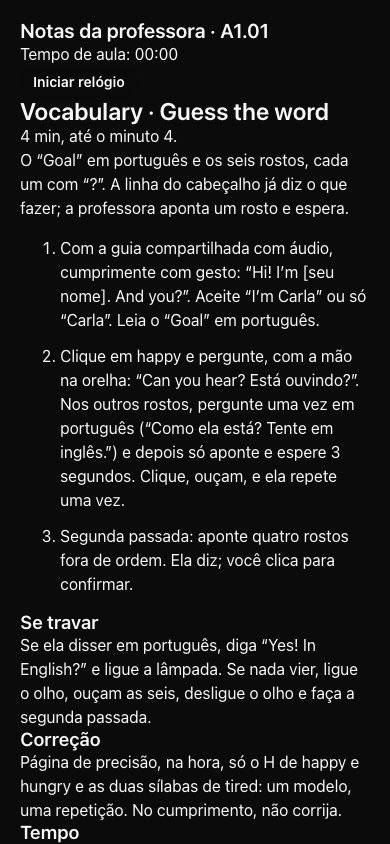 Notas da professora · A1.01
Tempo de aula: 00:00
Iniciar relógio
Vocabulary · Guess the word
4 min, até o minuto 4.
O “Goal” em português e os seis rostos, cada
um com “?”. A linha do cabeçalho já diz o que
fazer; a professora aponta um rosto e espera.
1. Com a guia compartilhada com áudio,
cumprimente com gesto: “Hi! I’m [seu
nome]. And you?”. Aceite “I’m Carla” ou só
“Carla”. Leia o “Goal” em português.
2. Clique em happy e pergunte, com a mão
na orelha: “Can you hear? Está ouvindo?”.
Nos outros rostos, pergunte uma vez em
português (“Como ela está? Tente em
inglês.”) e depois só aponte e espere 3
segundos. Clique, ouçam, e ela repete
uma vez.
3. Segunda passada: aponte quatro rostos
fora de ordem. Ela diz; você clica para
confirmar.
Se travar
Se ela disser em português, diga “Yes! In
English?” e ligue a lâmpada. Se nada vier, ligue
o olho, ouçam as seis, desligue o olho e faça a
segunda passada.
Correção
Página de precisão, na hora, só o H de happy e
hungry e as duas sílabas de tired: um modelo,
uma repetição. No cumprimento, não corrija.
Tempo